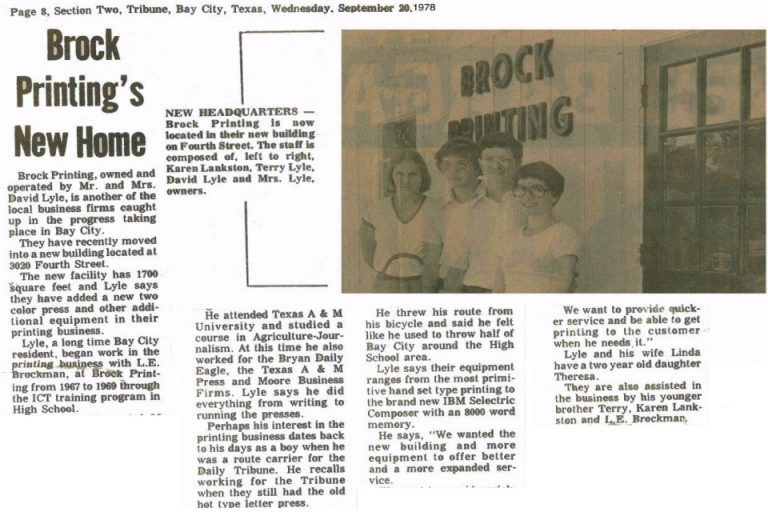 Page 8, Section Two, Tribune, Bay City, Texas, Wednesday, September 20, 1978
Brock
Printing's
New Home
Brock Printing, owned and
operated by Mr. and Mrs.
David Lyle, is another of the
local business firms caught
up in the progress taking
place in Bay City.
They have recently moved
into a new building located at
3020 Fourth Street.
The new facility has 1700
square feet and Lyle says
they have added a new two
color press and other addi-
tional equipment in their
printing business.
Lyle, a long time Bay City
resident, began work in the
printing business with L.E.
Brockman, at Brock Print-
ing from 1967 to 1969 through
the ICT training program in
High School.
NEW HEADQUARTERS —
Brock Printing is now
located in their new building
on Fourth Street. The staff is
composed of, left to right,
Karen Lankston, Terry Lyle,
David Lyle and Mrs. Lyle,
owners.
BROCK
PRINTING
He attended Texas A & M
University and studied a
course in Agriculture-Jour-
nalism. At this time he also
worked for the Bryan Daily
Eagle, the Texas A & M
Press and Moore Business
Firms. Lyle says he did
everything from writing to
running the presses.
Perhaps his interest in the
printing business dates back
to his days as a boy when he
was a route carrier for the
Daily Tribune. He recalls
working for the Tribune
when they still had the old
hot type letter press.
He threw his route from
his bicycle and said he felt
like he used to throw half of
Bay City around the High
School area.
Lyle says their equipment
ranges from the most primi-
tive hand set type printing to
the brand new IBM Selectric
Composer with an 8000 word
memory.
He says, "We wanted the
new building and more
equipment to offer better
and a more expanded ser-
vice.
We want to provide quick-
er service and be able to get
printing to the customer
when he needs it."
Lyle and his wife Linda
have a two year old daughter
Theresa.
They are also assisted in
the business by his younger
brother Terry, Karen Lank-
ston and L.E. Brockman.